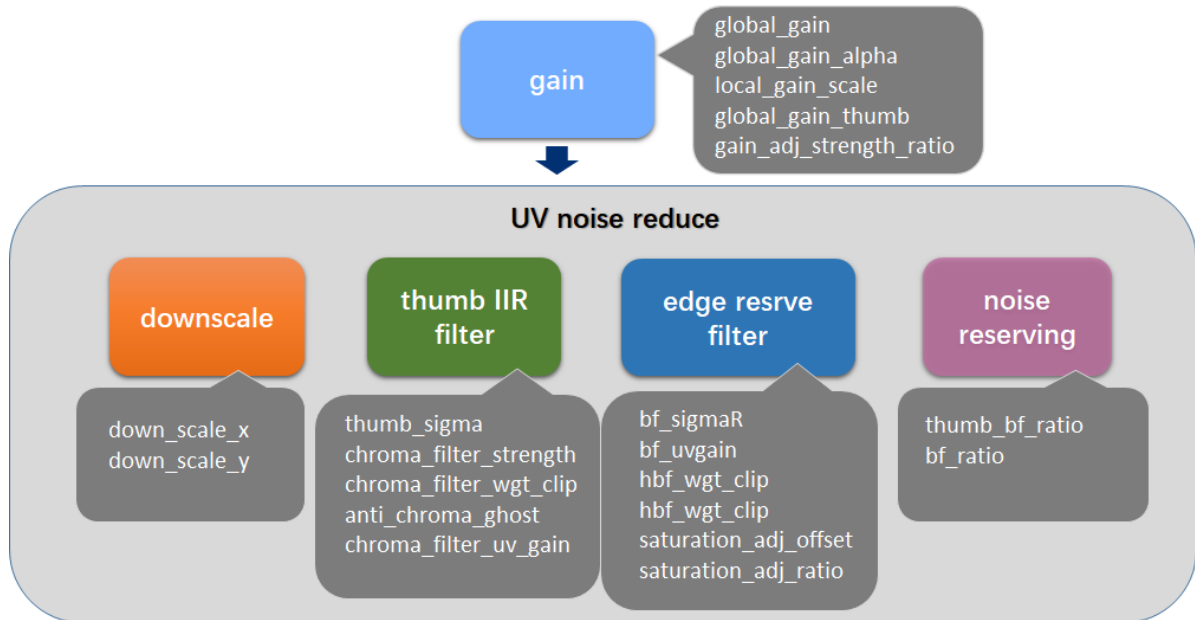 gain
global_gain
global_gain_alpha
local_gain_scale
global_gain_thumb
gain_adj_strength_ratio
UV noise reduce
downscale
down_scale_x
down_scale_y
thumb IIR
filter
thumb_sigma
chroma_filter_strength
chroma_filter_wgt_clip
anti_chroma_ghost
chroma_filter_uv_gain
edge resrve
filter
bf_sigmaR
bf_uvgain
hbf_wgt_clip
hbf_wgt_clip
saturation_adj_offset
saturation_adj_ratio
noise
reserving
thumb_bf_ratio
bf_ratio